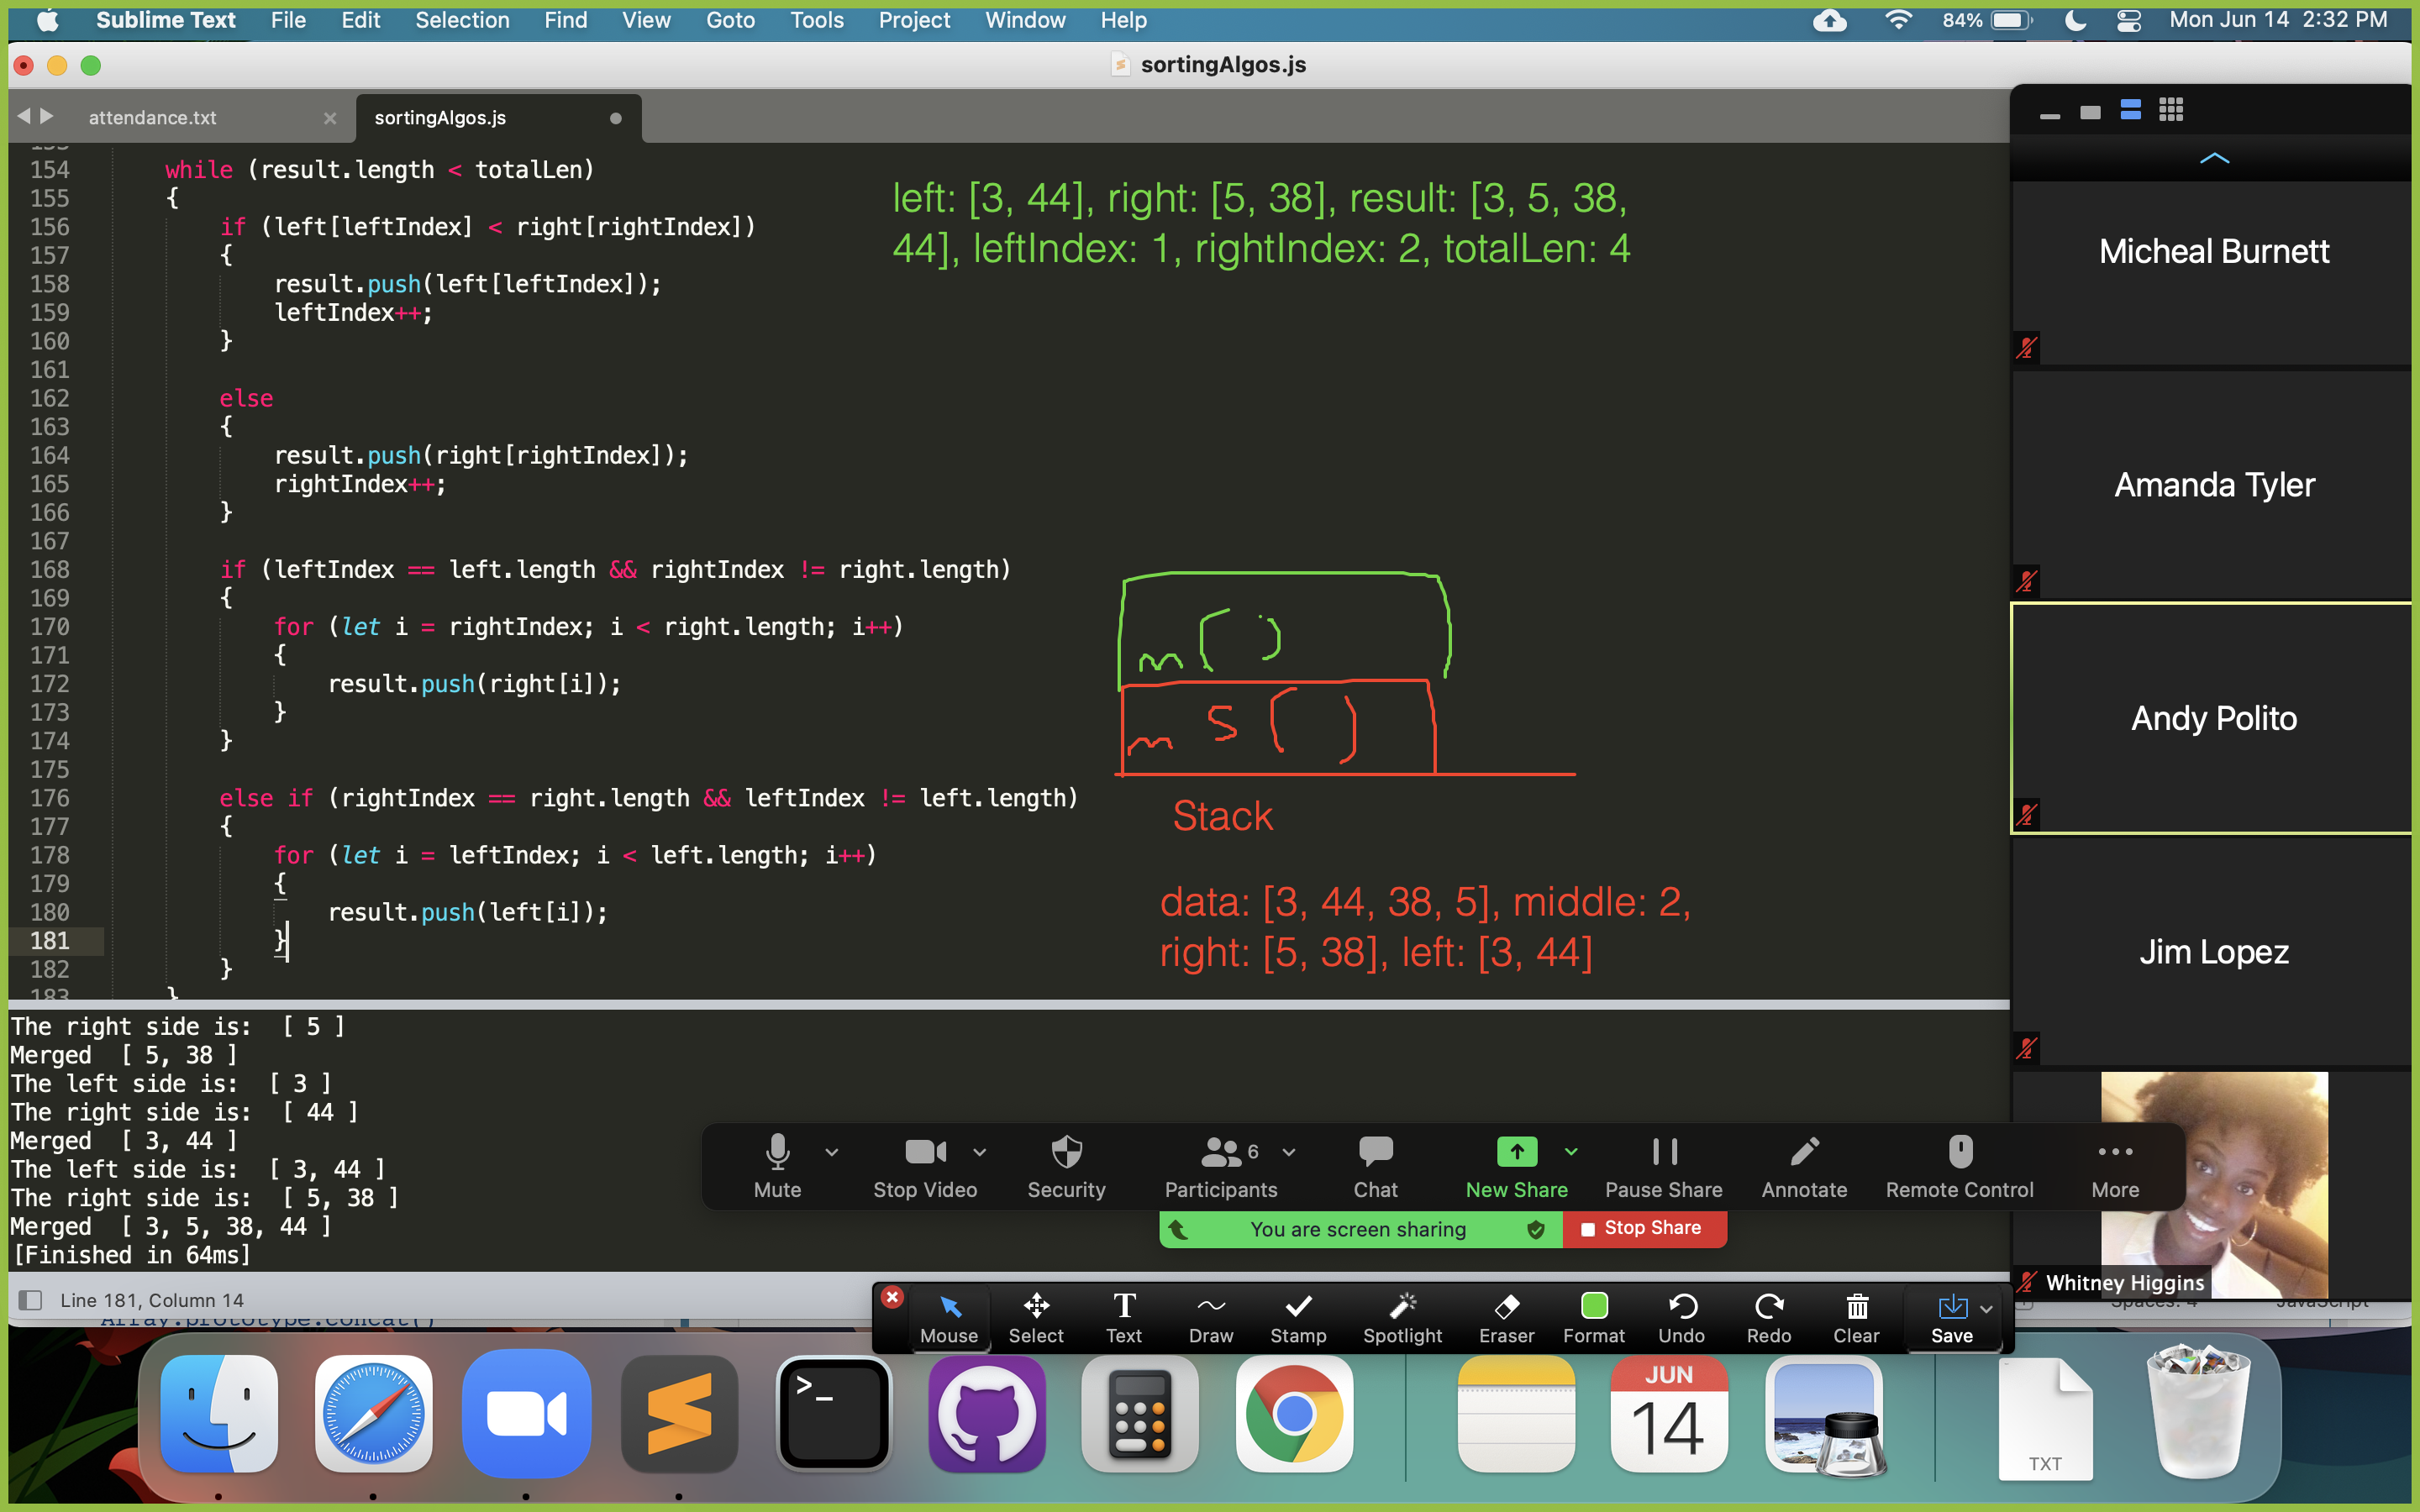 Sublime Text File Edit Selection Find View Goto Tools Project Window Help 84% Mon Jun 14 2:32 PM
sortingAlgos.js
attendance.txt sortingAlgos.js
153
154 while (result.length < totalLen)
155 {
156 if (left[leftIndex] < right[rightIndex])
157 {
158 result.push(left[leftIndex]);
159 leftIndex++;
160 }
161
162 else
163 {
164 result.push(right[rightIndex]);
165 rightIndex++;
166 }
167
168 if (leftIndex == left.length && rightIndex != right.length)
169 {
170 for (let i = rightIndex; i < right.length; i++)
171 {
172 result.push(right[i]);
173 }
174 }
175
176 else if (rightIndex == right.length && leftIndex != left.length)
177 {
178 for (let i = leftIndex; i < left.length; i++)
179 {
180 result.push(left[i]);
181 }
182 }
183 }
left: [3, 44], right: [5, 38], result: [3, 5, 38,
44], leftIndex: 1, rightIndex: 2, totalLen: 4
m ( )
m s ( )
Stack
data: [3, 44, 38, 5], middle: 2,
right: [5, 38], left: [3, 44]
Micheal Burnett
Amanda Tyler
Andy Polito
Jim Lopez
Whitney Higgins
The right side is: [ 5 ]
Merged [ 5, 38 ]
The left side is: [ 3 ]
The right side is: [ 44 ]
Merged [ 3, 44 ]
The left side is: [ 3, 44 ]
The right side is: [ 5, 38 ]
Merged [ 3, 5, 38, 44 ]
[Finished in 64ms]
Mute Stop Video Security Participants 6 Chat New Share Pause Share Annotate Remote Control More
You are screen sharing Stop Share
Line 181, Column 14 Spaces: 4 JavaScript
Array.prototype.concat()
Mouse Select Text Draw Stamp Spotlight Eraser Format Undo Redo Clear Save
>_
JUN
14
TXT